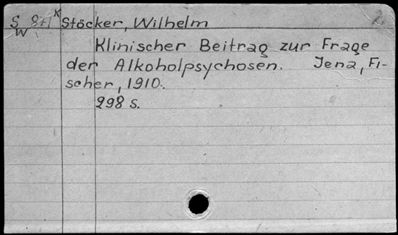 Stöcker, Wilhelm
Klinischer Beitrag zur Frage
der Alkoholpsychosen. Jena, Fi-
scher, 1910.
298 S.